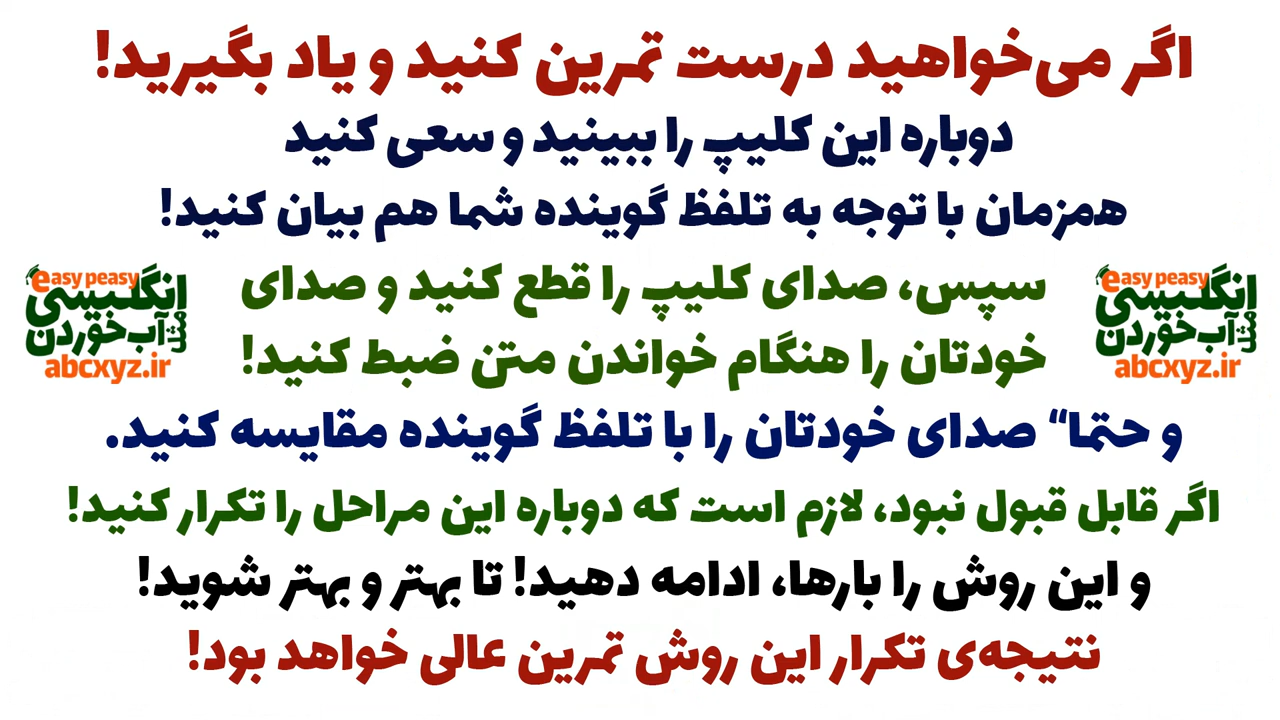 اگر می‌خواهید درست تمرین کنید و یاد بگیرید!
دوباره این کلیپ را ببینید و سعی کنید
همزمان با توجه به تلفظ گوینده شما هم بیان کنید!
easy peasy
انگلیسی
مثل آب خوردن
abcxyz.ir
سپس، صدای کلیپ را قطع کنید و صدای
خودتان را هنگام خواندن متن ضبط کنید!
easy peasy
انگلیسی
مثل آب خوردن
abcxyz.ir
و حتما“ صدای خودتان را با تلفظ گوینده مقایسه کنید.
اگر قابل قبول نبود، لازم است که دوباره این مراحل را تکرار کنید!
و این روش را بارها، ادامه دهید! تا بهتر و بهتر شوید!
نتیجه‌ی تکرار این روش تمرین عالی خواهد بود!